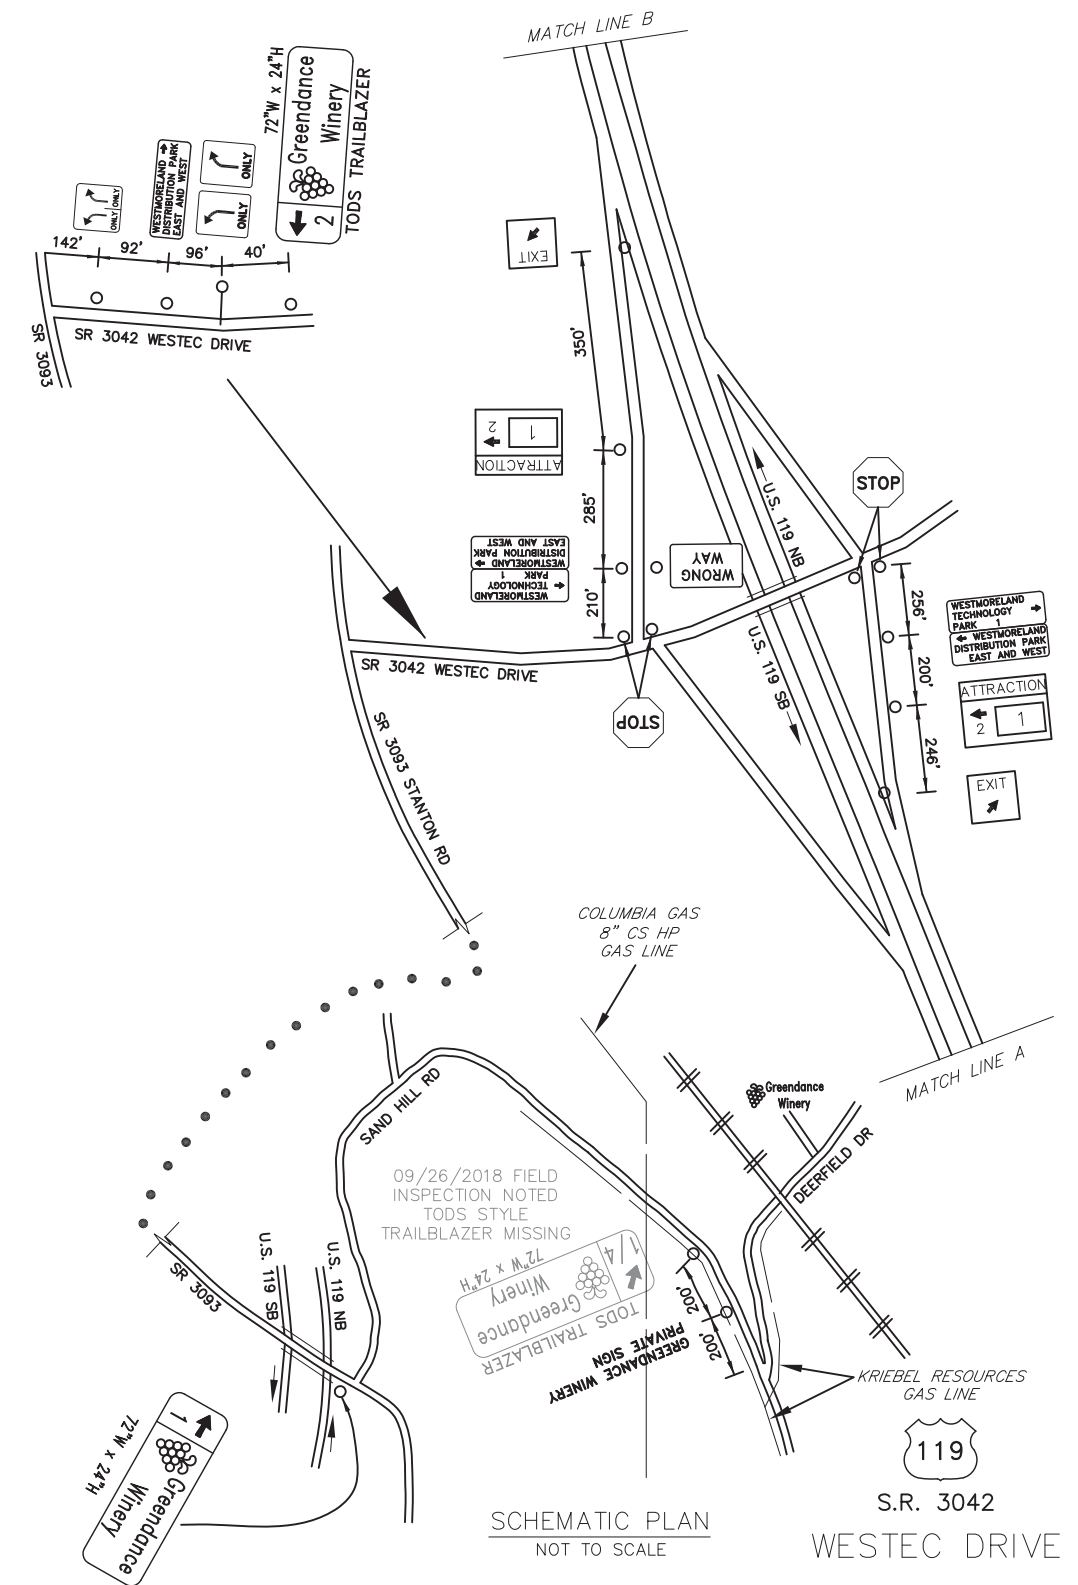 MATCH LINE B
72"W x 24"H
Greendance
Winery
2
TODS TRAILBLAZER
ONLY
ONLY
WESTMORELAND
DISTRIBUTION PARK
EAST AND WEST
ONLY
ONLY
142'
92'
96'
40'
SR 3042 WESTEC DRIVE
SR 3093
EXIT
350'
ATTRACTION
1
2
285'
WESTMORELAND
DISTRIBUTION PARK
EAST AND WEST
WESTMORELAND
TECHNOLOGY
PARK 1
210'
WRONG
WAY
U.S. 119 NB
U.S. 119 SB
STOP
STOP
SR 3042 WESTEC DRIVE
SR 3093 STANTON RD
256'
200'
246'
WESTMORELAND
TECHNOLOGY
PARK 1
WESTMORELAND
DISTRIBUTION PARK
EAST AND WEST
ATTRACTION
2
1
EXIT
MATCH LINE A
COLUMBIA GAS
8" CS HP
GAS LINE
SAND HILL RD
Greendance
Winery
DEERFIELD DR
09/26/2018 FIELD
INSPECTION NOTED
TODS STYLE
TRAILBLAZER MISSING
72"W x 24"H
Greendance
Winery
1/4
TODS TRAILBLAZER
200'
200'
GREENDANCE WINERY
PRIVATE SIGN
SR 3093
U.S. 119 SB
U.S. 119 NB
72"W x 24"H
1
Greendance
Winery
KRIEBEL RESOURCES
GAS LINE
SCHEMATIC PLAN
NOT TO SCALE
119
S.R. 3042
WESTEC DRIVE